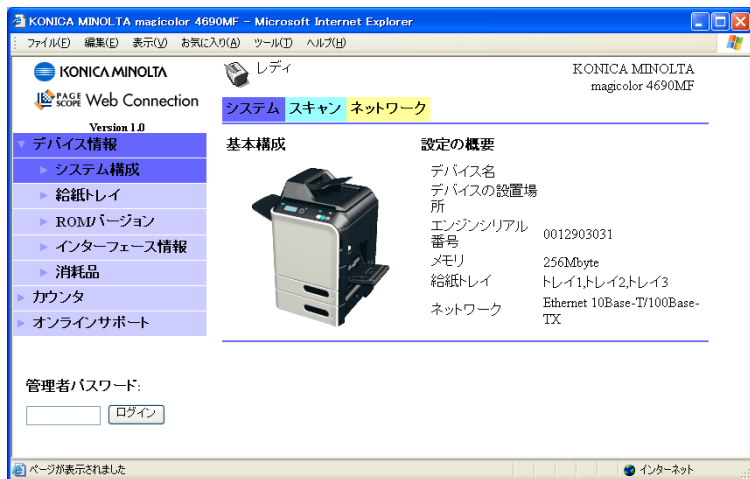 KONICA MINOLTA magicolor 4690MF - Microsoft Internet Explorer
ファイル(F) 編集(E) 表示(V) お気に入り(A) ツール(T) ヘルプ(H)
KONICA MINOLTA
PAGE SCOPE Web Connection
Version 1.0
レディ
KONICA MINOLTA
magicolor 4690MF
システム スキャン ネットワーク
デバイス情報
システム構成
給紙トレイ
ROMバージョン
インターフェース情報
消耗品
カウンタ
オンラインサポート
管理者パスワード:
ログイン
基本構成
設定の概要
デバイス名
デバイスの設置場
所
エンジンシリアル
番号 0012903031
メモリ 256Mbyte
給紙トレイ トレイ1,トレイ2,トレイ3
ネットワーク Ethernet 10Base-T/100Base-
TX
ページが表示されました
インターネット